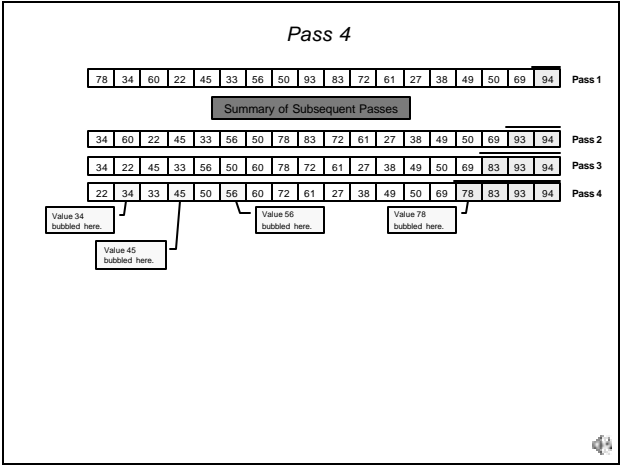 Pass 4
78 34 60 22 45 33 56 50 93 83 72 61 27 38 49 50 69 94 Pass 1
Summary of Subsequent Passes
34 60 22 45 33 56 50 78 83 72 61 27 38 49 50 69 93 94 Pass 2
34 22 45 33 56 50 60 78 72 61 27 38 49 50 69 83 93 94 Pass 3
22 34 33 45 50 56 60 72 61 27 38 49 50 69 78 83 93 94 Pass 4
Value 34
bubbled here.
Value 56
bubbled here.
Value 78
bubbled here.
Value 45
bubbled here.